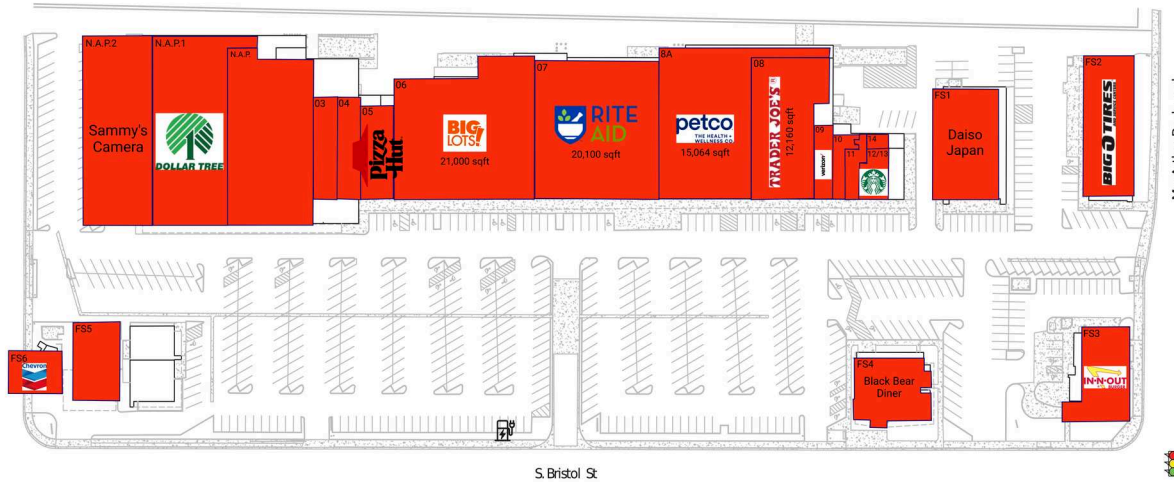 N.A.P.2
N.A.P.1
N.A.P.
Sammy's
Camera
DOLLAR TREE
03
04
05
Pizza
Hut
06
BIG
LOTS!
21,000 sqft
07
RITE
AID
20,100 sqft
8A
petco
THE HEALTH +
WELLNESS CO.
15,064 sqft
08
TRADER JOE'S
12,160 sqft
09
verizon
10
11
14
12/13
FS1
Daiso
Japan
FS2
BIG O TIRES
FS6
Chevron
FS5
FS4
Black Bear
Diner
FS3
IN-N-OUT
BURGER
S. Bristol St